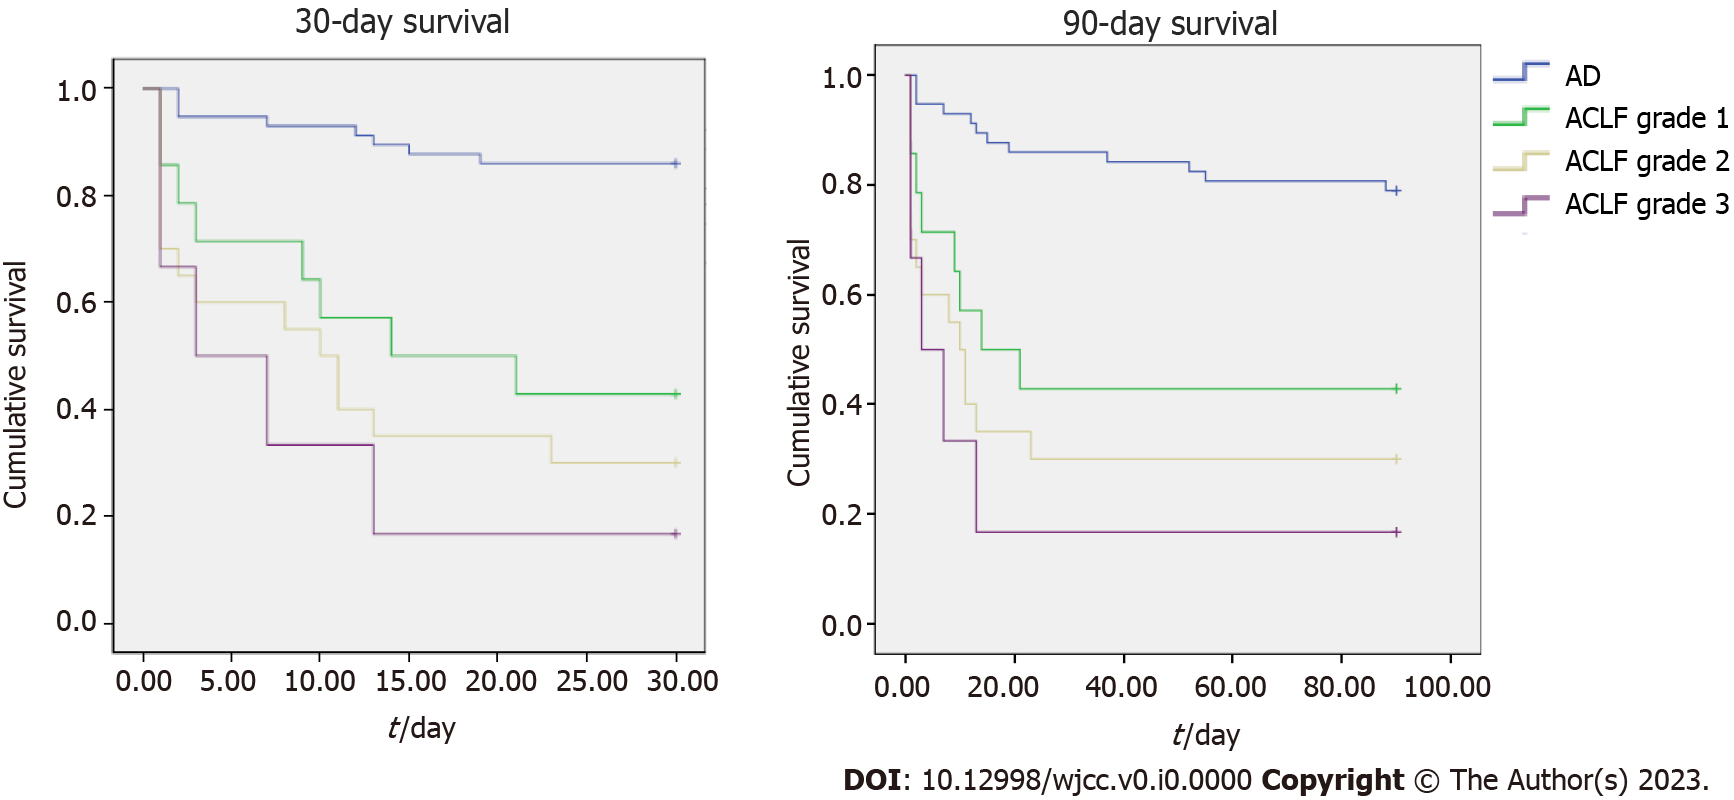 30-day survival
Cumulative survival
1.0
0.8
0.6
0.4
0.2
0.0
0.00 5.00 10.00 15.00 20.00 25.00 30.00
t/day
90-day survival
Cumulative survival
1.0
0.8
0.6
0.4
0.2
0.0
0.00 20.00 40.00 60.00 80.00 100.00
t/day
AD
ACLF grade 1
ACLF grade 2
ACLF grade 3
DOI: 10.12998/wjcc.v0.i0.0000 Copyright © The Author(s) 2023.